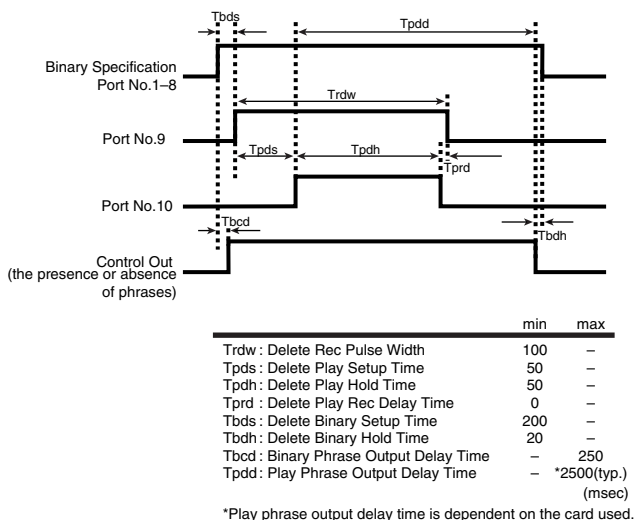 Tbds
Tpdd
Binary Specification
Port No.1–8
Trdw
Port No.9
Tpds
Tpdh
Tprd
Port No.10
Tbcd
Tbdh
Control Out
(the presence or absence
of phrases)
min max
Trdw : Delete Rec Pulse Width 100 –
Tpds : Delete Play Setup Time 50 –
Tpdh : Delete Play Hold Time 50 –
Tprd : Delete Play Rec Delay Time 0 –
Tbds : Delete Binary Setup Time 200 –
Tbdh : Delete Binary Hold Time 20 –
Tbcd : Binary Phrase Output Delay Time – 250
Tpdd : Play Phrase Output Delay Time – *2500(typ.)
(msec)
*Play phrase output delay time is dependent on the card used.